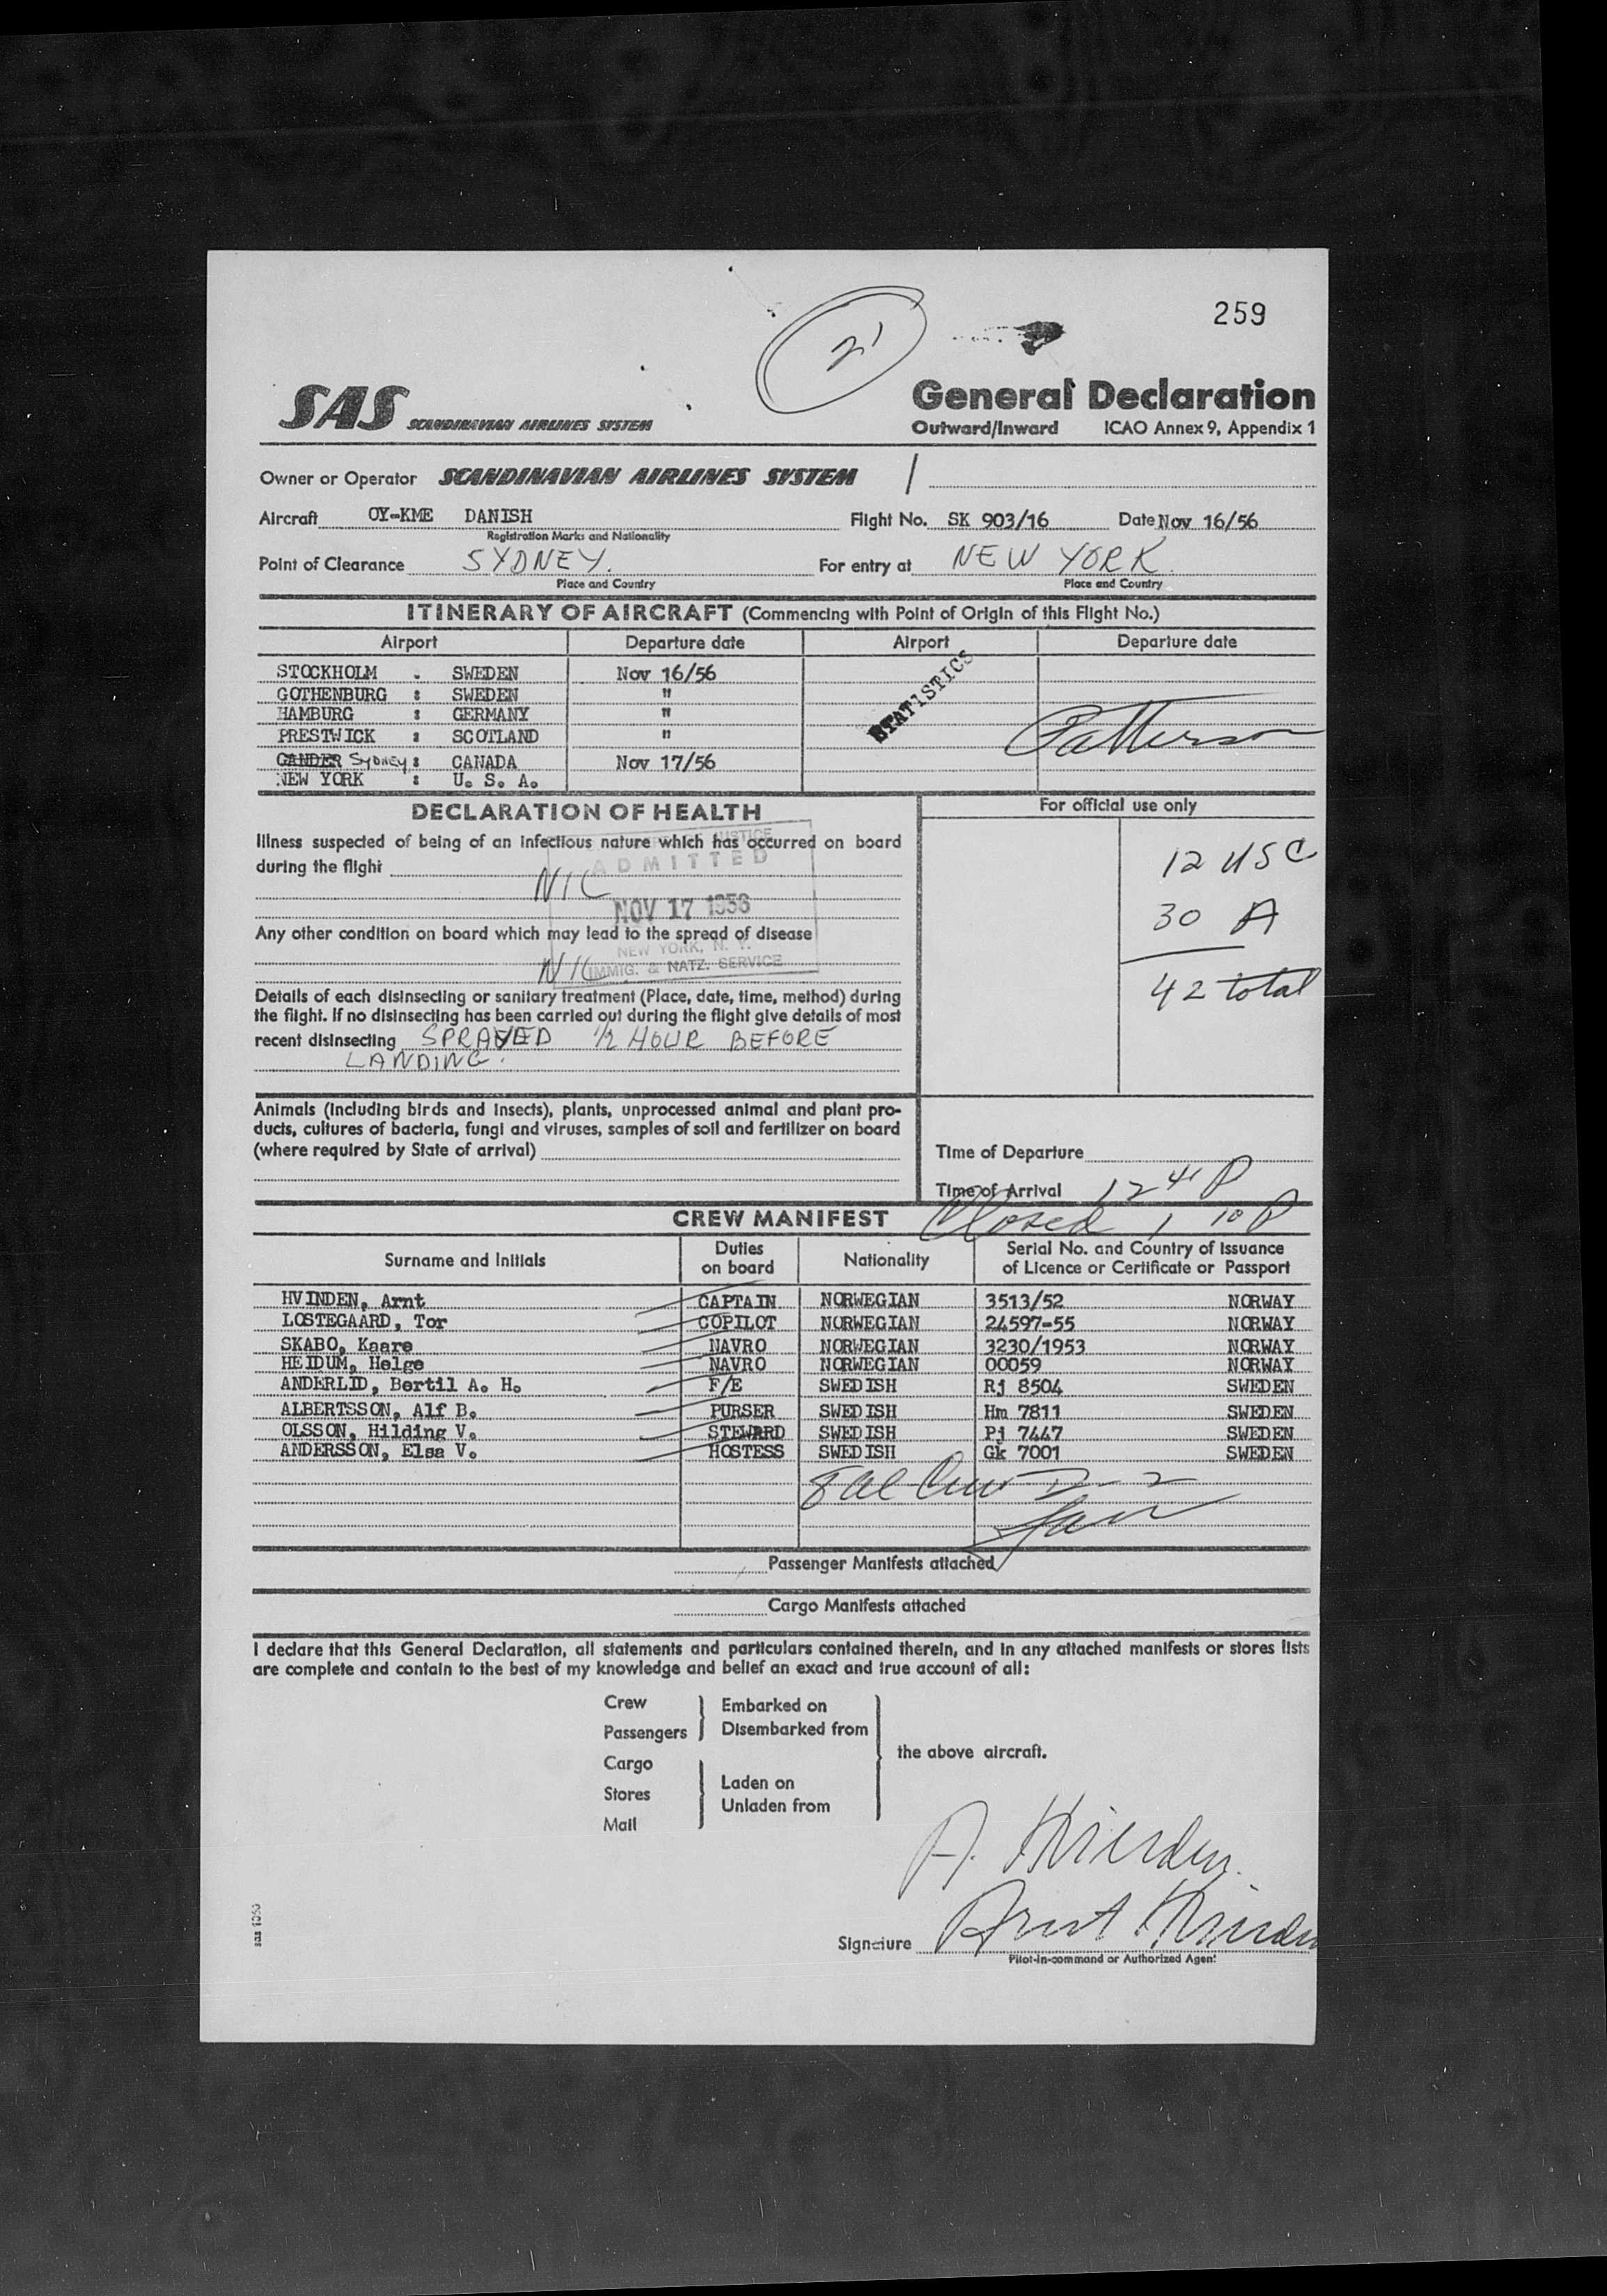 259
21
SAS SCANDINAVIAN AIRLINES SYSTEM
General Declaration
Outward/Inward ICAO Annex 9, Appendix 1
Owner or Operator SCANDINAVIAN AIRLINES SYSTEM /
Aircraft OY-KME DANISH Flight No. SK 903/16 Date Nov 16/56
Registration Marks and Nationality
Point of Clearance SYDNEY. For entry at NEW YORK.
Place and Country Place and Country
ITINERARY OF AIRCRAFT (Commencing with Point of Origin of this Flight No.)
Airport Departure date Airport Departure date
STOCKHOLM . SWEDEN Nov 16/56
GOTHENBURG : SWEDEN "
HAMBURG : GERMANY "
PRESTWICK : SCOTLAND "
GANDER Sydney : CANADA Nov 17/56
NEW YORK : U. S. A.
STATISTICS
Patterson
DECLARATION OF HEALTH
For official use only
Illness suspected of being of an infectious nature which has occurred on board
during the flight
NIL
ADMITTED
NOV 17 1956
NEW YORK, N. Y.
IMMIG. & NATZ. SERVICE
Any other condition on board which may lead to the spread of disease
NIL
Details of each disinsecting or sanitary treatment (Place, date, time, method) during
the flight. If no disinsecting has been carried out during the flight give details of most
recent disinsecting SPRAYED 1/2 HOUR BEFORE
LANDING.
12 USC
30 A
42 total
Animals (including birds and insects), plants, unprocessed animal and plant pro-
ducts, cultures of bacteria, fungi and viruses, samples of soil and fertilizer on board
(where required by State of arrival)
Time of Departure
Time of Arrival 12 41 P
Closed 1 10 P
CREW MANIFEST
Surname and Initials Duties on board Nationality Serial No. and Country of Issuance of Licence or Certificate or Passport
HVINDEN, Arnt CAPTAIN NORWEGIAN 3513/52 NORWAY
LOSTEGAARD, Tor COPILOT NORWEGIAN 24597-55 NORWAY
SKABO, Kaare NAVRO NORWEGIAN 3230/1953 NORWAY
HEIDUM, Helge NAVRO NORWEGIAN 00059 NORWAY
ANDERLID, Bertil A. H. F/E SWEDISH Rj 8504 SWEDEN
ALBERTSSON, Alf B. PURSER SWEDISH Hm 7811 SWEDEN
OLSSON, Hilding V. STEWARD SWEDISH Pj 7447 SWEDEN
ANDERSSON, Elsa V. HOSTESS SWEDISH Gk 7001 SWEDEN
Passenger Manifests attached
Cargo Manifests attached
I declare that this General Declaration, all statements and particulars contained therein, and in any attached manifests or stores lists
are complete and contain to the best of my knowledge and belief an exact and true account of all:
Crew
Passengers
Embarked on
Disembarked from
Cargo
Stores
Mail
Laden on
Unladen from
the above aircraft.
A. Hvinden.
Signature Arnt Hvinden
Pilot-in-command or Authorized Agent